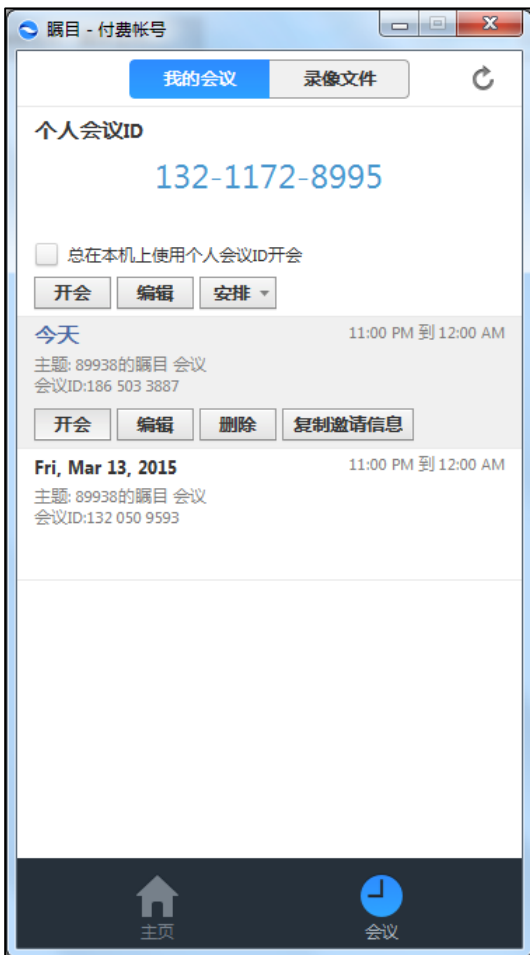 瞩目 - 付费帐号
我的会议 录像文件
个人会议ID
132-1172-8995
总在本机上使用个人会议ID开会
开会 编辑 安排
今天 11:00 PM 到 12:00 AM
主题: 89938的瞩目 会议
会议ID:186 503 3887
开会 编辑 删除 复制邀请信息
Fri, Mar 13, 2015 11:00 PM 到 12:00 AM
主题: 89938的瞩目 会议
会议ID:132 050 9593
主页 会议